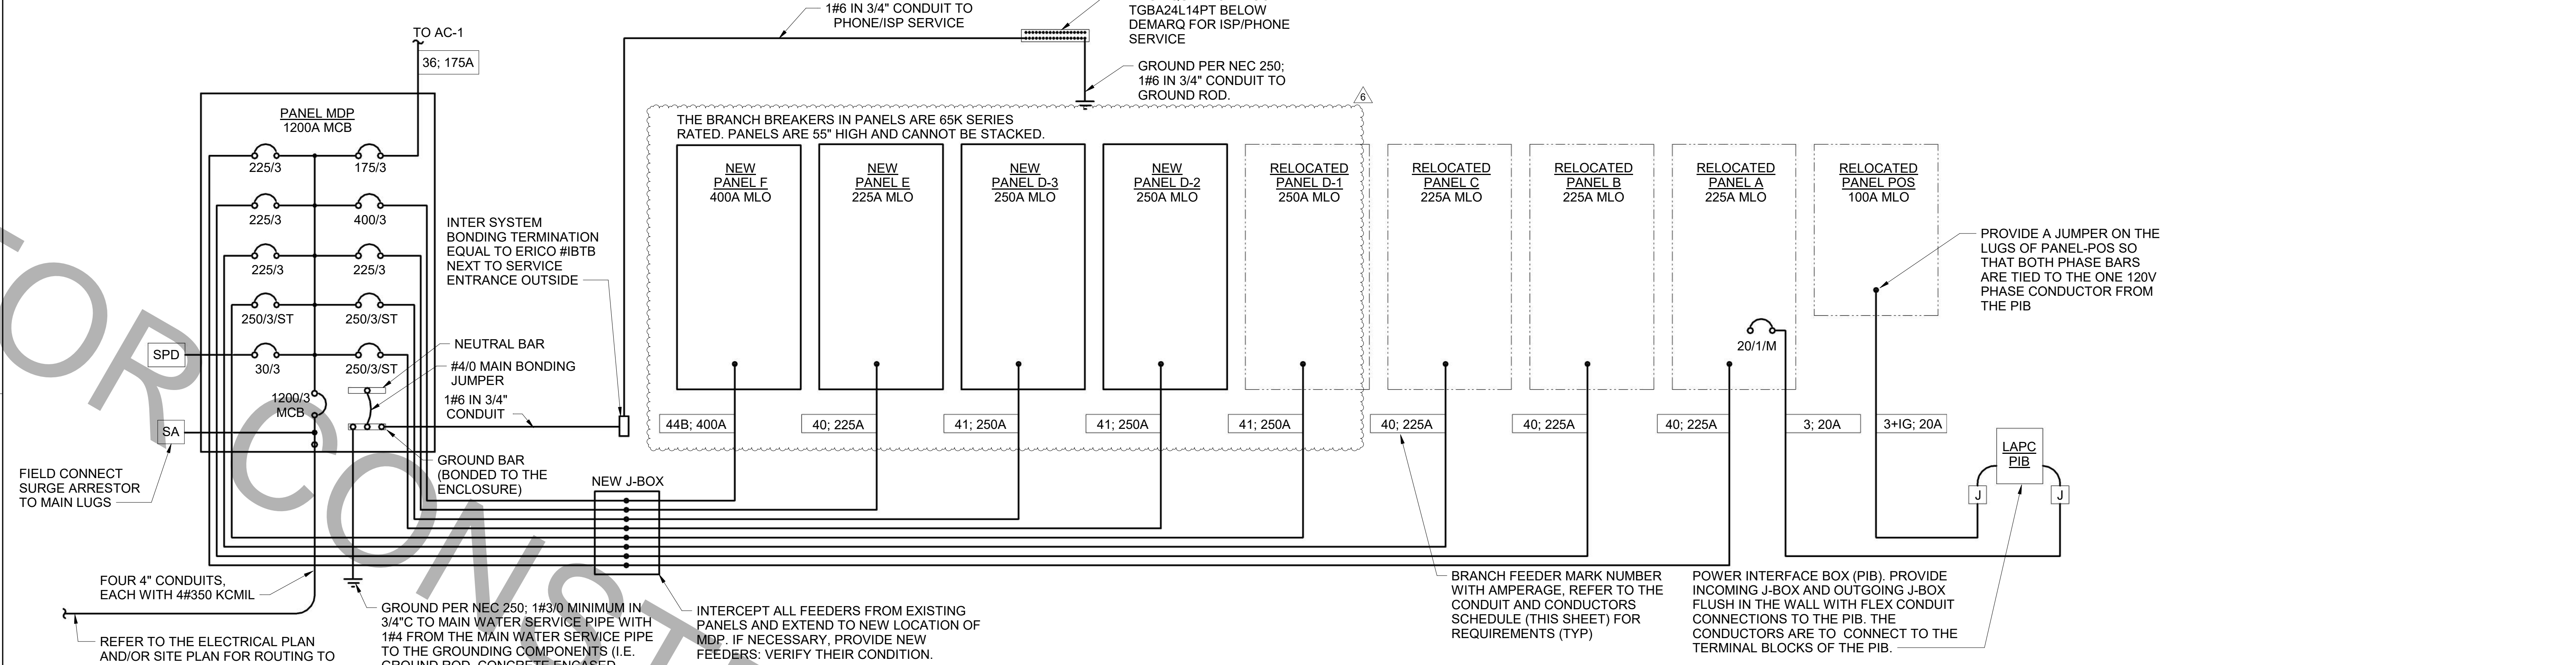 1#6 IN 3/4" CONDUIT TO
PHONE/ISP SERVICE
TGBA24L14PT BELOW
DEMARQ FOR ISP/PHONE
SERVICE
GROUND PER NEC 250;
1#6 IN 3/4" CONDUIT TO
GROUND ROD.
TO AC-1
36; 175A
PANEL MDP
1200A MCB
225/3
175/3
225/3
400/3
225/3
225/3
250/3/ST
250/3/ST
30/3
250/3/ST
SPD
1200/3
MCB
SA
FIELD CONNECT
SURGE ARRESTOR
TO MAIN LUGS
INTER SYSTEM
BONDING TERMINATION
EQUAL TO ERICO #IBTB
NEXT TO SERVICE
ENTRANCE OUTSIDE
NEUTRAL BAR
#4/0 MAIN BONDING
JUMPER
1#6 IN 3/4"
CONDUIT
GROUND BAR
(BONDED TO THE
ENCLOSURE)
NEW J-BOX
6
THE BRANCH BREAKERS IN PANELS ARE 65K SERIES
RATED. PANELS ARE 55" HIGH AND CANNOT BE STACKED.
NEW
PANEL F
400A MLO
NEW
PANEL E
225A MLO
NEW
PANEL D-3
250A MLO
NEW
PANEL D-2
250A MLO
RELOCATED
PANEL D-1
250A MLO
RELOCATED
PANEL C
225A MLO
RELOCATED
PANEL B
225A MLO
RELOCATED
PANEL A
225A MLO
RELOCATED
PANEL POS
100A MLO
20/1/M
PROVIDE A JUMPER ON THE
LUGS OF PANEL-POS SO
THAT BOTH PHASE BARS
ARE TIED TO THE ONE 120V
PHASE CONDUCTOR FROM
THE PIB
44B; 400A
40; 225A
41; 250A
41; 250A
41; 250A
40; 225A
40; 225A
40; 225A
3; 20A
3+IG; 20A
LAPC
PIB
J
J
FOUR 4" CONDUITS,
EACH WITH 4#350 KCMIL
REFER TO THE ELECTRICAL PLAN
AND/OR SITE PLAN FOR ROUTING TO
GROUND PER NEC 250; 1#3/0 MINIMUM IN
3/4"C TO MAIN WATER SERVICE PIPE WITH
1#4 FROM THE MAIN WATER SERVICE PIPE
TO THE GROUNDING COMPONENTS (I.E.
GROUND ROD, CONCRETE ENCASED
INTERCEPT ALL FEEDERS FROM EXISTING
PANELS AND EXTEND TO NEW LOCATION OF
MDP. IF NECESSARY, PROVIDE NEW
FEEDERS: VERIFY THEIR CONDITION.
BRANCH FEEDER MARK NUMBER
WITH AMPERAGE, REFER TO THE
CONDUIT AND CONDUCTORS
SCHEDULE (THIS SHEET) FOR
REQUIREMENTS (TYP)
POWER INTERFACE BOX (PIB). PROVIDE
INCOMING J-BOX AND OUTGOING J-BOX
FLUSH IN THE WALL WITH FLEX CONDUIT
CONNECTIONS TO THE PIB. THE
CONDUCTORS ARE TO CONNECT TO THE
TERMINAL BLOCKS OF THE PIB.
OR CONST